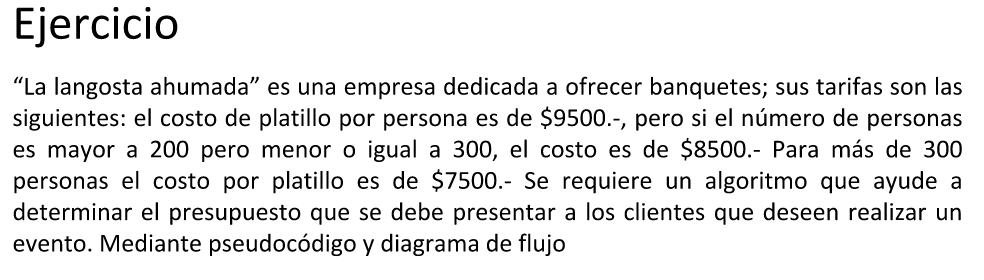 Ejercicio
“La langosta ahumada” es una empresa dedicada a ofrecer banquetes; sus tarifas son las
siguientes: el costo de platillo por persona es de $9500.-, pero si el número de personas
es mayor a 200 pero menor o igual a 300, el costo es de $8500.- Para más de 300
personas el costo por platillo es de $7500.- Se requiere un algoritmo que ayude a
determinar el presupuesto que se debe presentar a los clientes que deseen realizar un
evento. Mediante pseudocódigo y diagrama de flujo